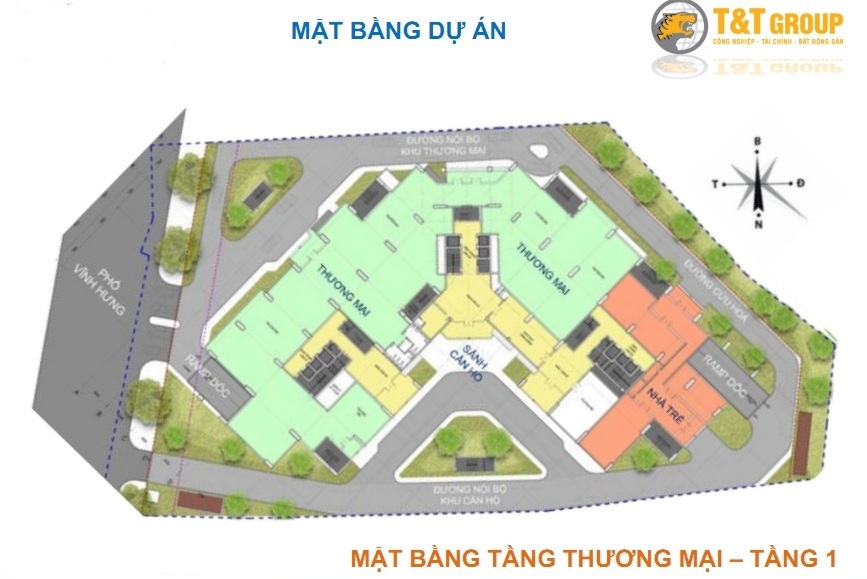 MẶT BẰNG DỰ ÁN
T&T GROUP
CÔNG NGHIỆP - TÀI CHÍNH - BẤT ĐỘNG SẢN
ĐƯỜNG NỘI BỘ
KHU THƯƠNG MẠI
B
T
Đ
N
PHỐ
VĨNH HƯNG
THƯƠNG MẠI
THƯƠNG MẠI
ĐƯỜNG CỨU HOẢ
SẢNH
CĂN HỘ
RAMP DỐC
RAMP DỐC
NHÀ TRẺ
ĐƯỜNG NỘI BỘ
KHU CĂN HỘ
MẶT BẰNG TẦNG THƯƠNG MẠI – TẦNG 1